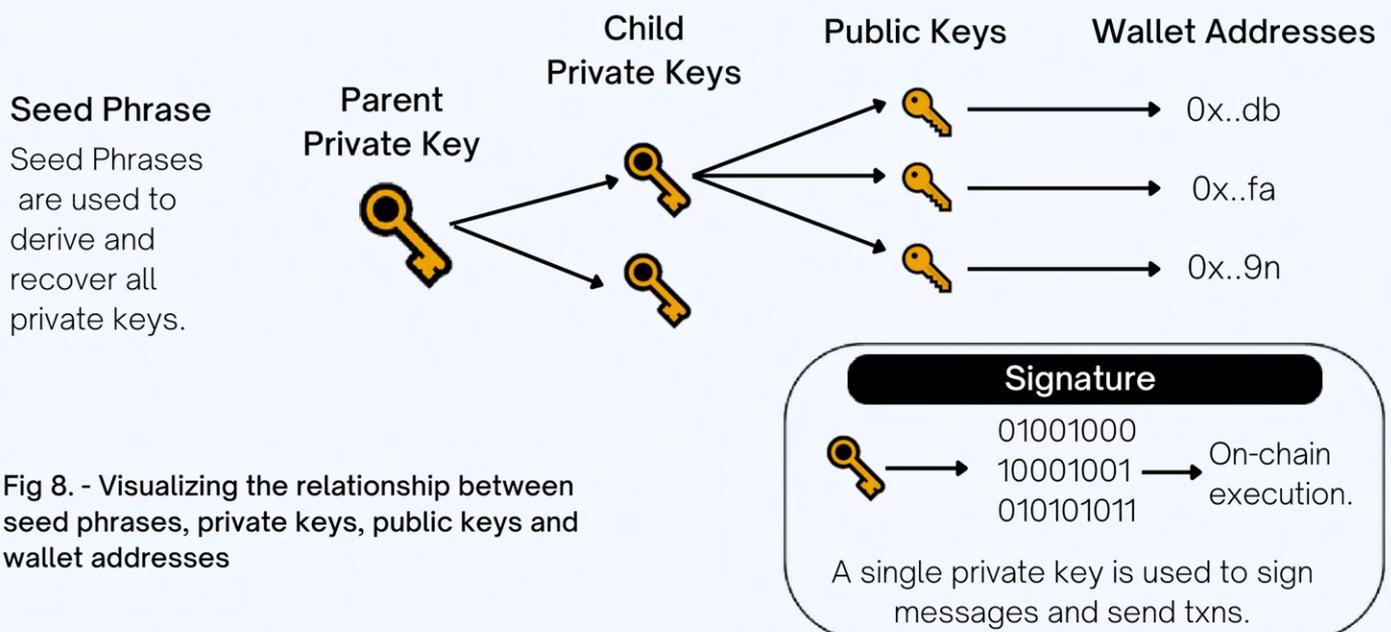 Seed Phrase
Seed Phrases
are used to
derive and
recover all
private keys.
Parent
Private Key
Child
Private Keys
Public Keys
Wallet Addresses
0x..db
0x..fa
0x..9n
Signature
01001000
10001001
010101011
On-chain
execution.
A single private key is used to sign
messages and send txns.
Fig 8. - Visualizing the relationship between
seed phrases, private keys, public keys and
wallet addresses